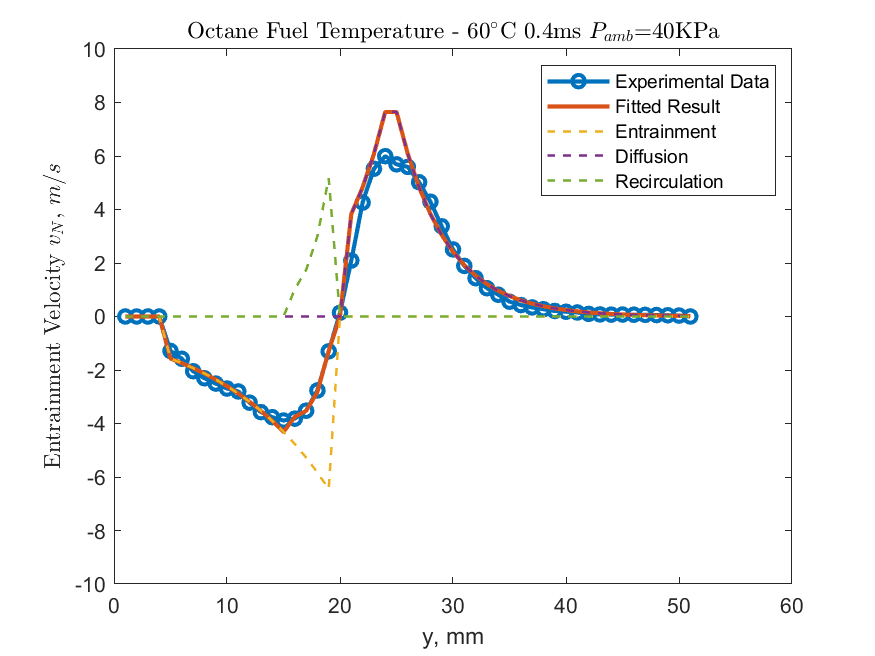 Octane Fuel Temperature - 60°C 0.4ms P_amb=40KPa
Experimental Data
Fitted Result
Entrainment
Diffusion
Recirculation
Entrainment Velocity v_N, m/s
10
8
6
4
2
0
-2
-4
-6
-8
-10
0 10 20 30 40 50 60
y, mm